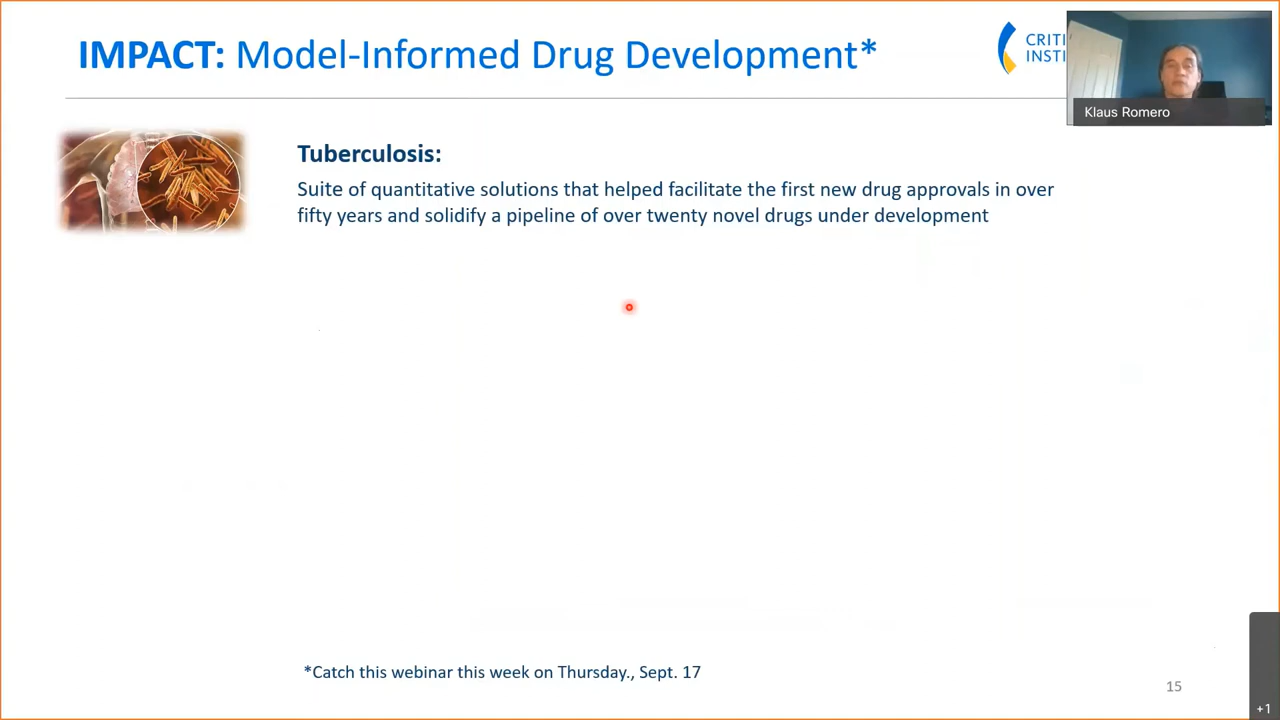 IMPACT: Model-Informed Drug Development*
CRITI
INSTI
Klaus Romero
Tuberculosis:
Suite of quantitative solutions that helped facilitate the first new drug approvals in over
fifty years and solidify a pipeline of over twenty novel drugs under development
*Catch this webinar this week on Thursday., Sept. 17
15
+1